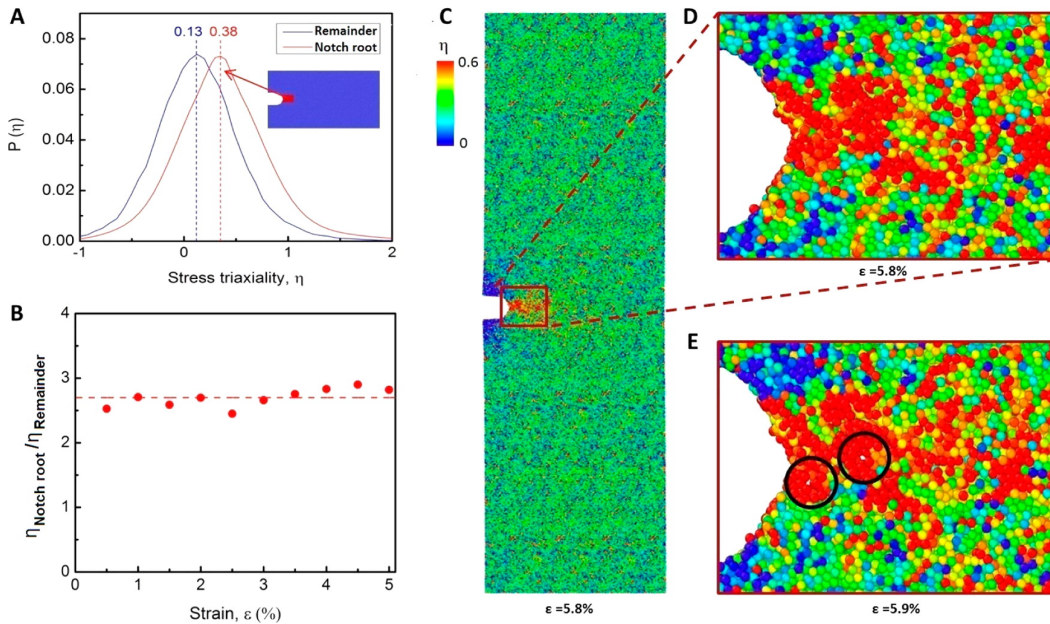 A
0.13
0.38
Remainder
Notch root
0.08
0.06
0.04
0.02
0.00
P (η)
-1
0
1
2
Stress triaxiality, η
B
4
3
2
1
0
η Notch root /η Remainder
0
1
2
3
4
5
Strain, ε (%)
C
η
0.6
0
ε =5.8%
D
ε =5.8%
E
ε =5.9%